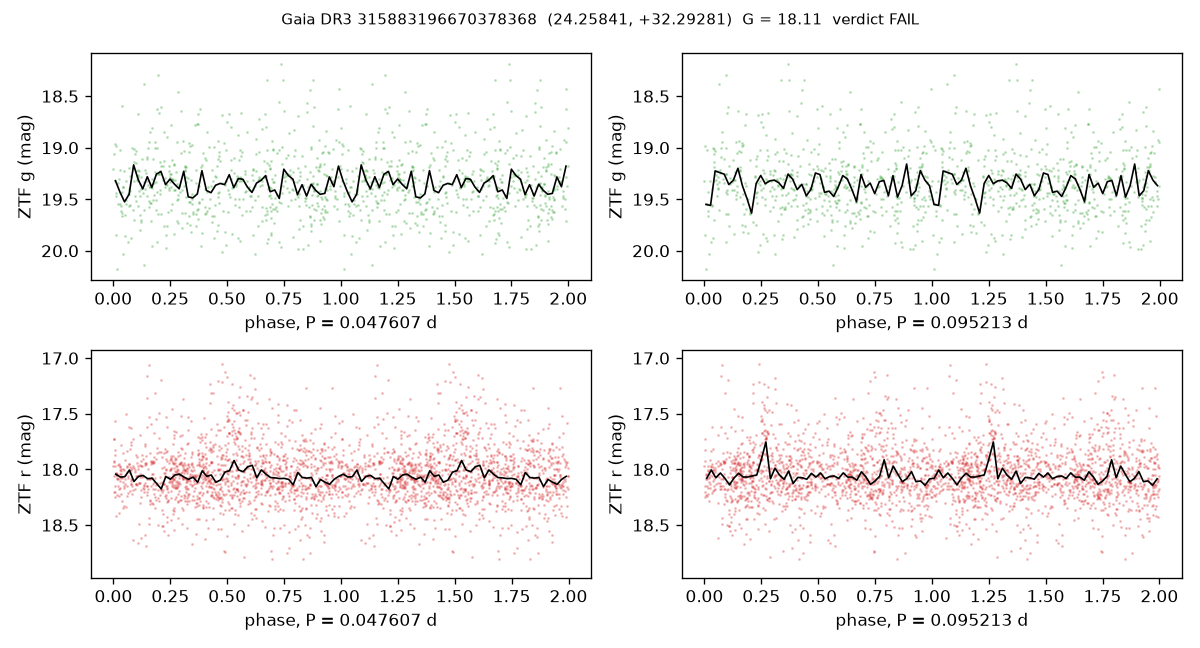 Gaia DR3 315883196670378368  (24.25841, +32.29281)  G = 18.11  verdict FAIL
ZTF g (mag)
18.5
19.0
19.5
20.0
0.00 0.25 0.50 0.75 1.00 1.25 1.50 1.75 2.00
phase, P = 0.047607 d
ZTF g (mag)
18.5
19.0
19.5
20.0
0.00 0.25 0.50 0.75 1.00 1.25 1.50 1.75 2.00
phase, P = 0.095213 d
ZTF r (mag)
17.0
17.5
18.0
18.5
0.00 0.25 0.50 0.75 1.00 1.25 1.50 1.75 2.00
phase, P = 0.047607 d
ZTF r (mag)
17.0
17.5
18.0
18.5
0.00 0.25 0.50 0.75 1.00 1.25 1.50 1.75 2.00
phase, P = 0.095213 d